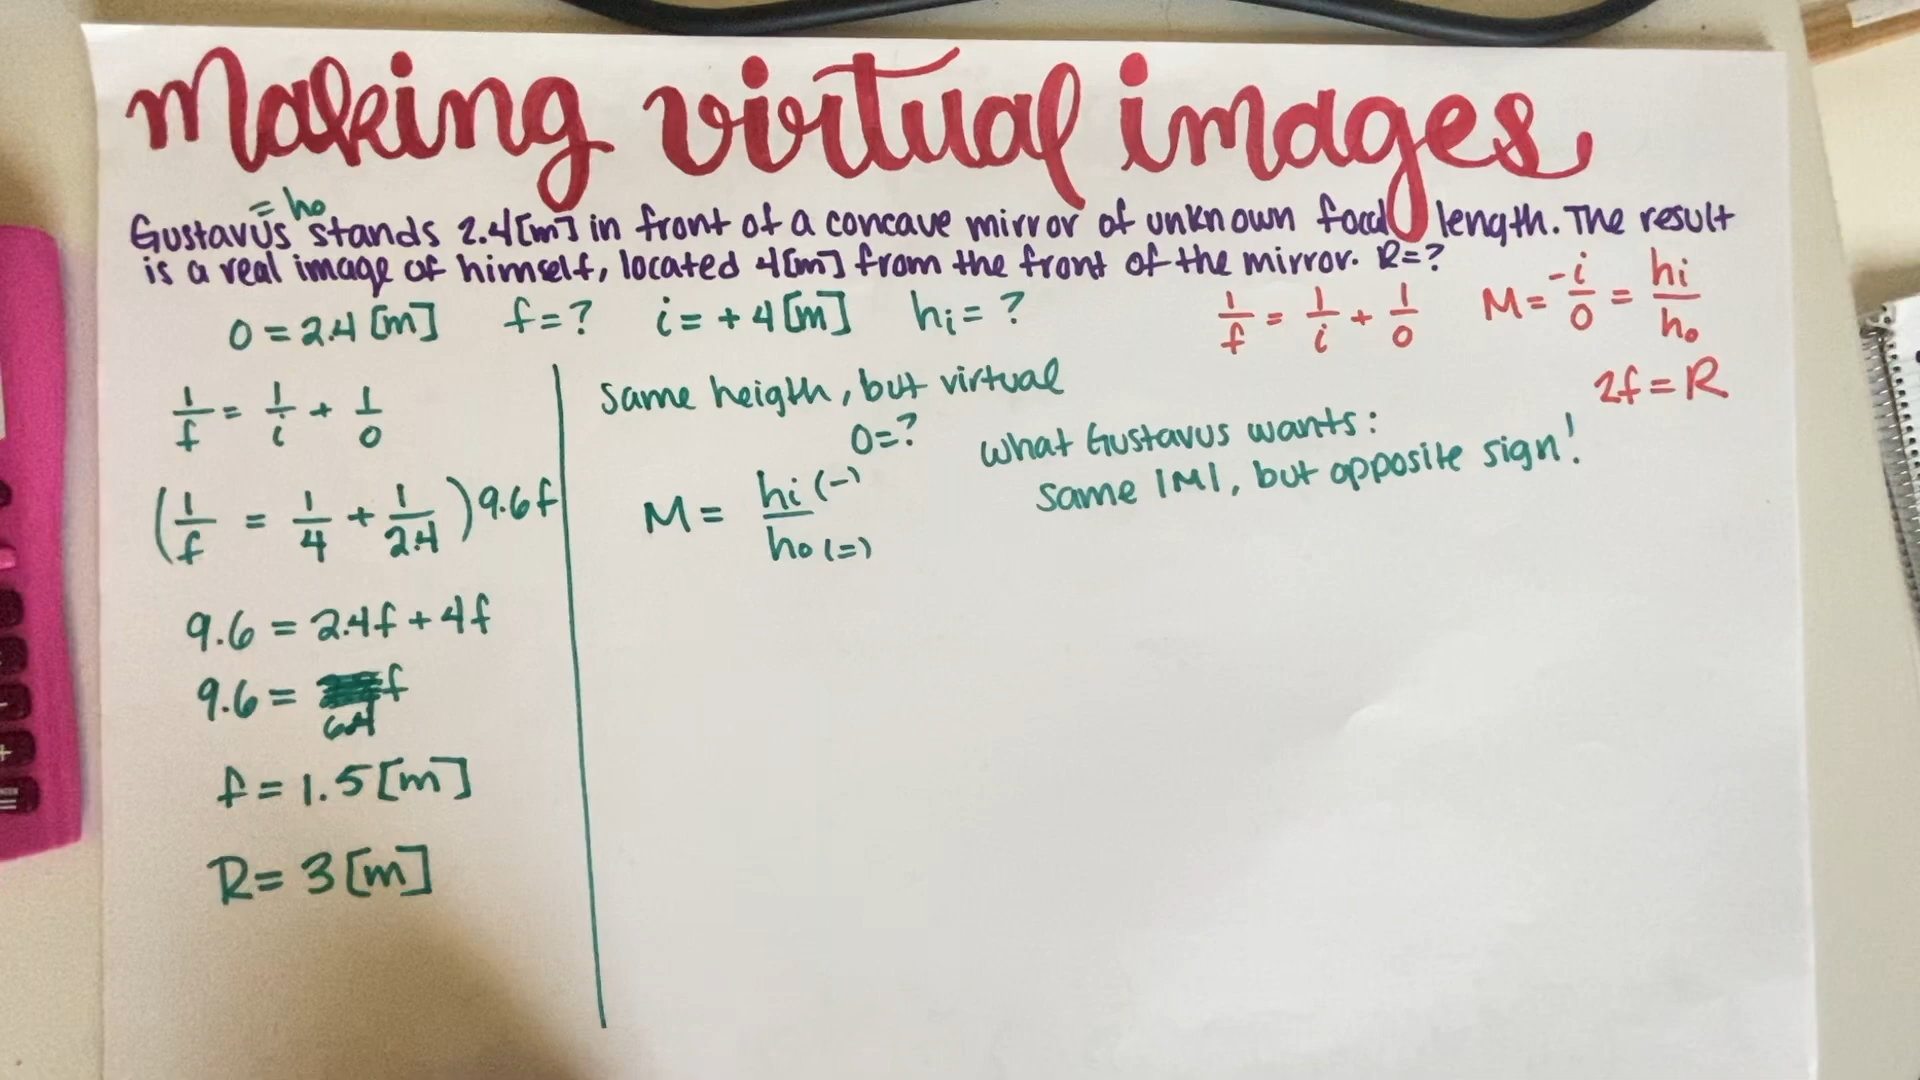 Making virtual images
= ho
Gustavus stands 2.4[m] in front of a concave mirror of unknown focal length. The result
is a real image of himself, located 4[m] from the front of the mirror. R=?
O = 2.4 [m] f=? i= +4[m] hi= ?
1/f = 1/i + 1/o
M= -i/o = hi/ho
2f = R
1/f = 1/i + 1/o
(1/f = 1/4 + 1/2.4) 9.6f
9.6 = 2.4f + 4f
9.6 = 6.4 f
f = 1.5 [m]
R= 3 [m]
Same heigth, but virtual
O=?
M = hi (-) / ho (=)
What Gustavus wants:
Same |M|, but opposite sign!